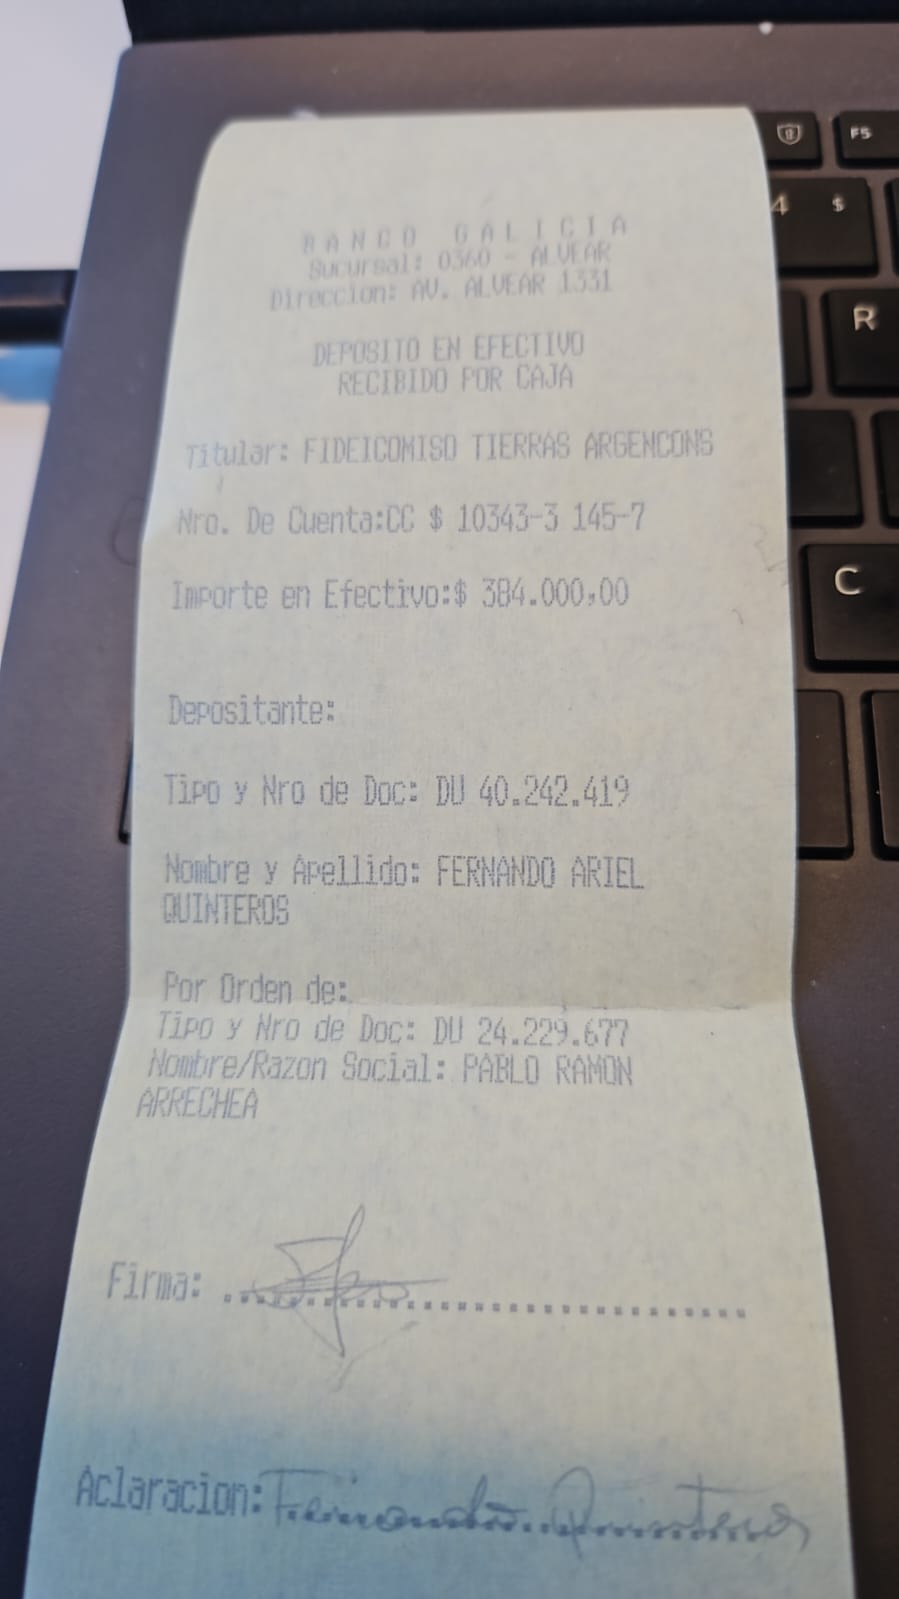 BANCO GALICIA
Sucursal: 0360 - ALVEAR
Direccion: AV. ALVEAR 1331
DEPOSITO EN EFECTIVO
RECIBIDO POR CAJA
Titular: FIDEICOMISO TIERRAS ARGENCONS
Nro. De Cuenta:CC $ 10343-3 145-7
Importe en Efectivo:$ 384.000,00
Depositante:
Tipo y Nro de Doc: DU 40.242.419
Nombre y Apellido: FERNANDO ARIEL
QUINTEROS
Por Orden de:
Tipo y Nro de Doc: DU 24.229.677
Nombre/Razon Social: PABLO RAMON
ARRECHEA
Firma: ...................................
Aclaracion: Fernando Quinteros
F5
4 $
R
C